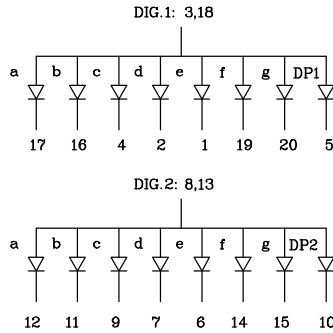 DIG.1: 3,18
a b c d e f g DP1
17 16 4 2 1 19 20 5
DIG.2: 8,13
a b c d e f g DP2
12 11 9 7 6 14 15 10